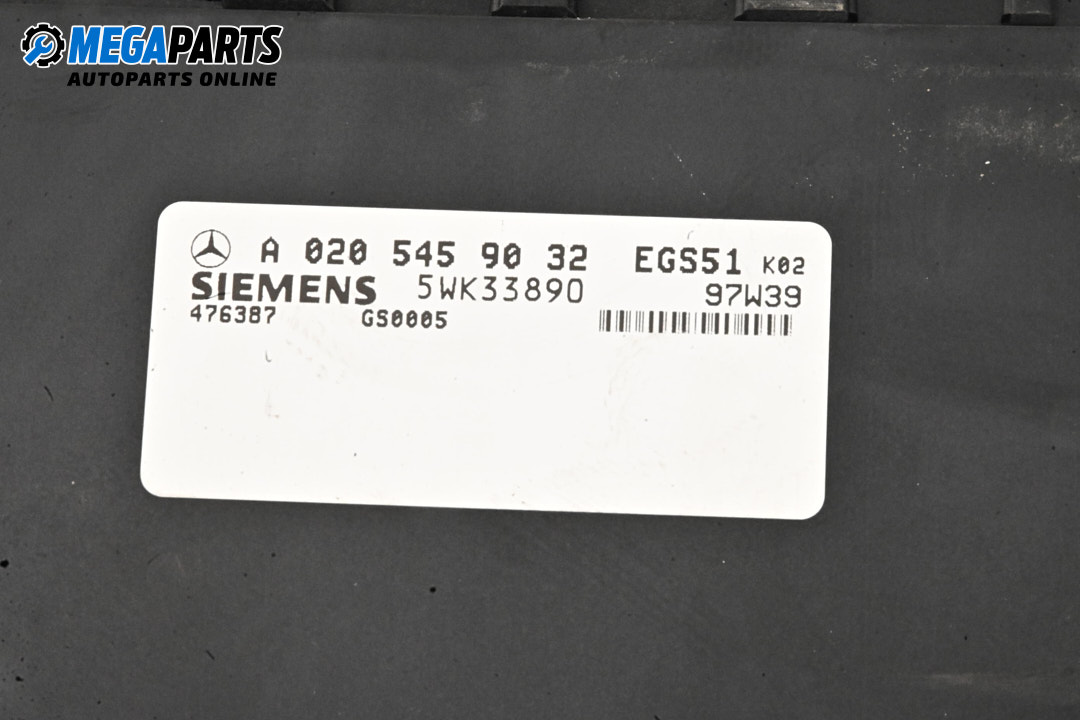 MEGAPARTS
AUTOPARTS ONLINE
A 020 545 90 32 EGS51 K02
SIEMENS 5WK33890 97W39
476387 GS0005